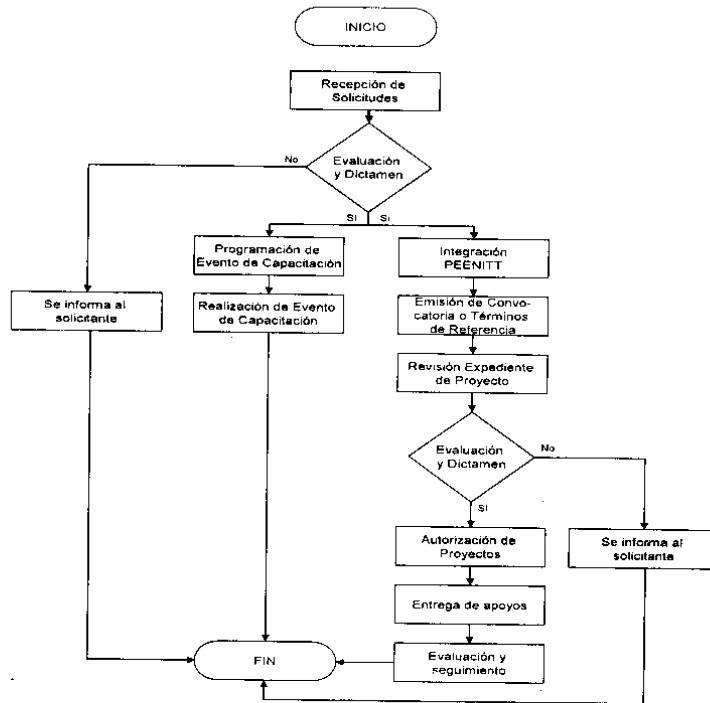 INICIO
Recepción de
Solicitudes
Evaluación
y Dictamen
No
Si
Si
Programación de
Evento de Capacitación
Integración
PEENITT
Se informa al
solicitante
Realización de Evento
de Capacitación
Emisión de Convo-
catoria o Términos
de Referencia
Revisión Expediente
de Proyecto
Evaluación
y Dictamen
No
Si
Autorización de
Proyectos
Se informa al
solicitante
Entrega de apoyos
FIN
Evaluación y
seguimiento